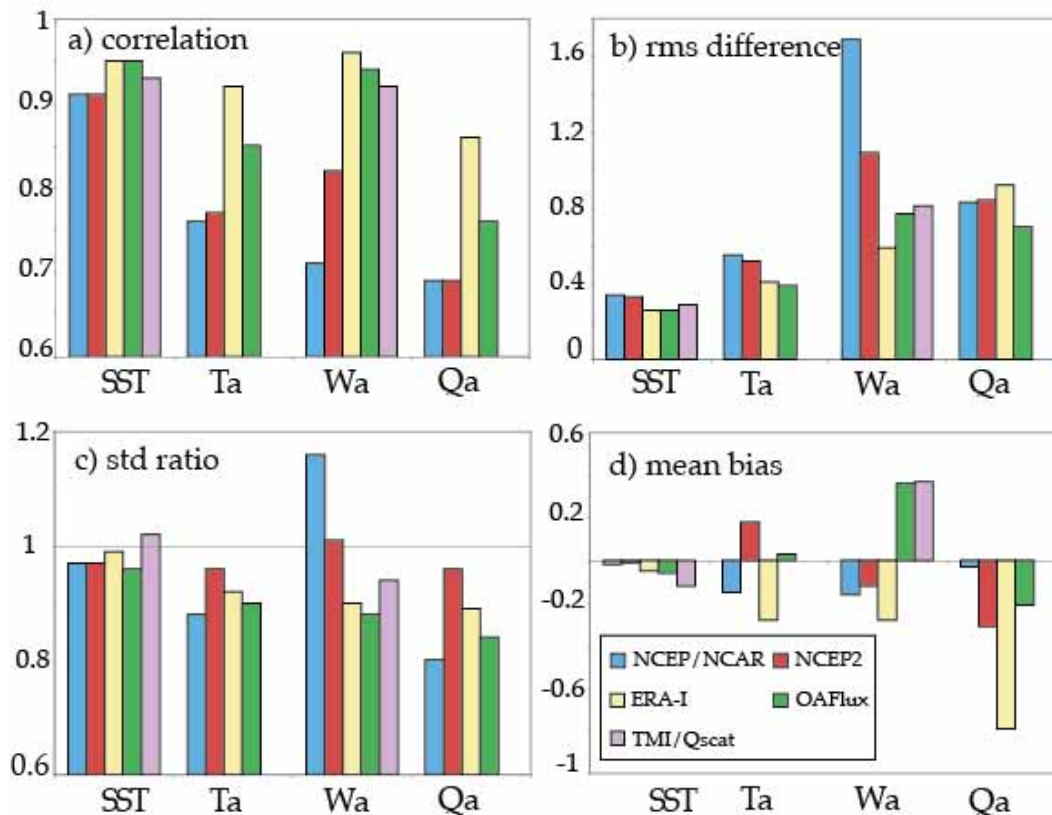 a) correlation
1
0.9
0.8
0.7
0.6
SST Ta Wa Qa
b) rms difference
1.6
1.2
0.8
0.4
0
SST Ta Wa Qa
c) std ratio
1.2
1
0.8
0.6
SST Ta Wa Qa
d) mean bias
0.6
0.2
-0.2
-0.6
-1
NCEP/NCAR NCEP2
ERA-I OAFlux
TMI/Qscat
SST Ta Wa Qa